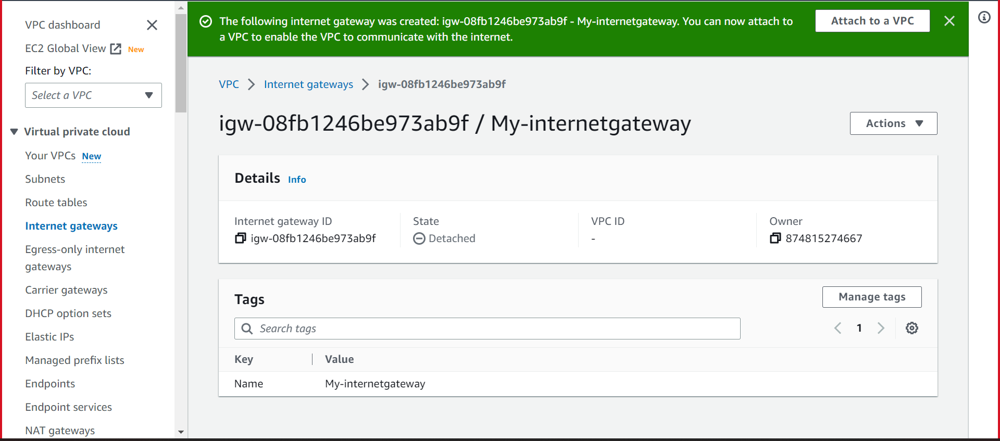 VPC dashboard
EC2 Global View New
Filter by VPC:
Select a VPC
Virtual private cloud
Your VPCs New
Subnets
Route tables
Internet gateways
Egress-only internet
gateways
Carrier gateways
DHCP option sets
Elastic IPs
Managed prefix lists
Endpoints
Endpoint services
NAT gateways
The following internet gateway was created: igw-08fb1246be973ab9f - My-internetgateway. You can now attach to
a VPC to enable the VPC to communicate with the internet.
Attach to a VPC
VPC Internet gateways igw-08fb1246be973ab9f
igw-08fb1246be973ab9f / My-internetgateway
Actions
Details Info
Internet gateway ID
igw-08fb1246be973ab9f
State
Detached
VPC ID
-
Owner
874815274667
Tags
Manage tags
Search tags
1
Key Value
Name My-internetgateway